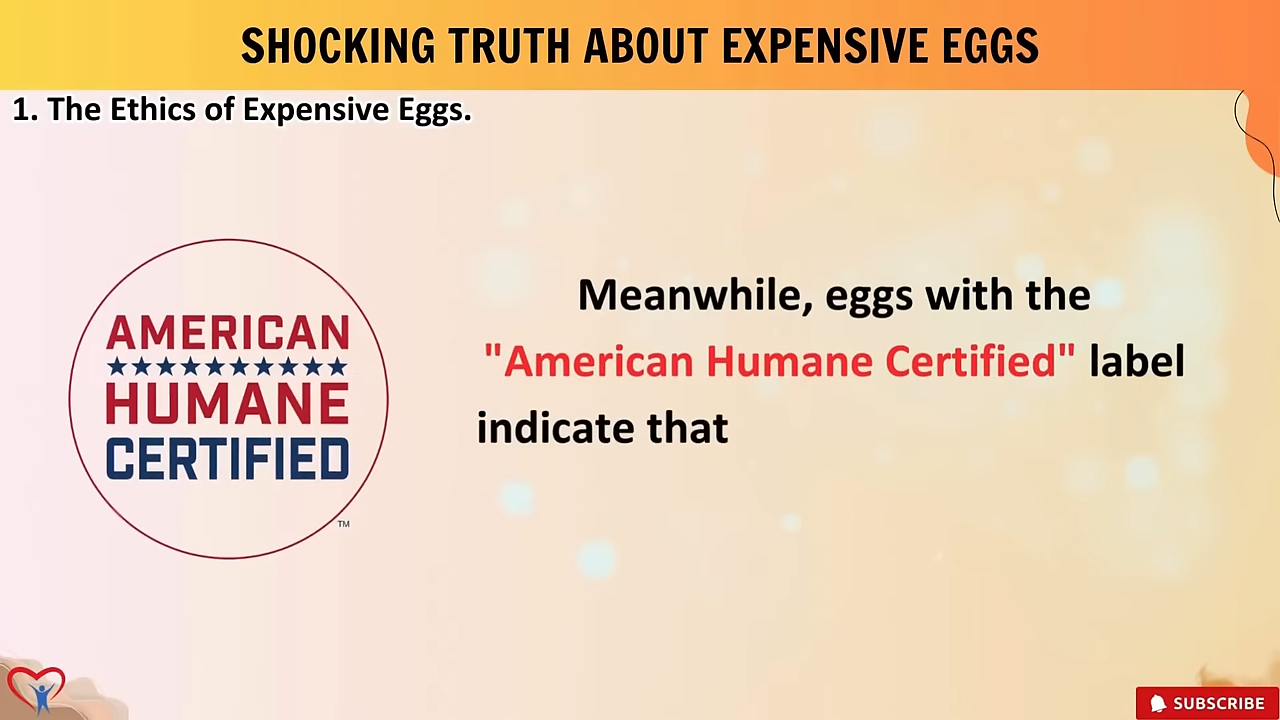 SHOCKING TRUTH ABOUT EXPENSIVE EGGS
1. The Ethics of Expensive Eggs.
AMERICAN
HUMANE
CERTIFIED
TM
Meanwhile, eggs with the
"American Humane Certified" label
indicate that
SUBSCRIBE